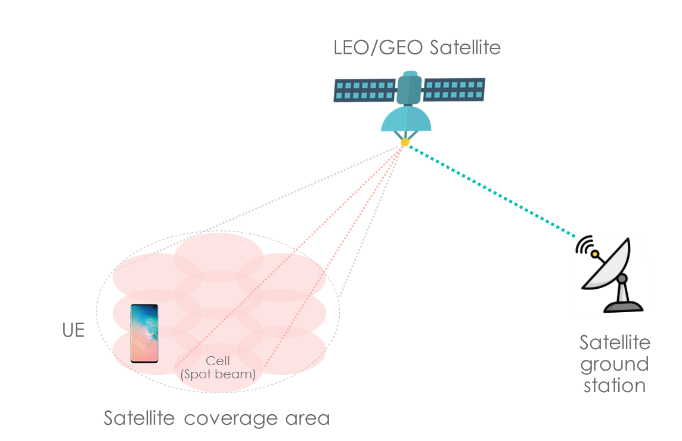 LEO/GEO Satellite
UE
Cell
(Spot beam)
Satellite
ground
station
Satellite coverage area